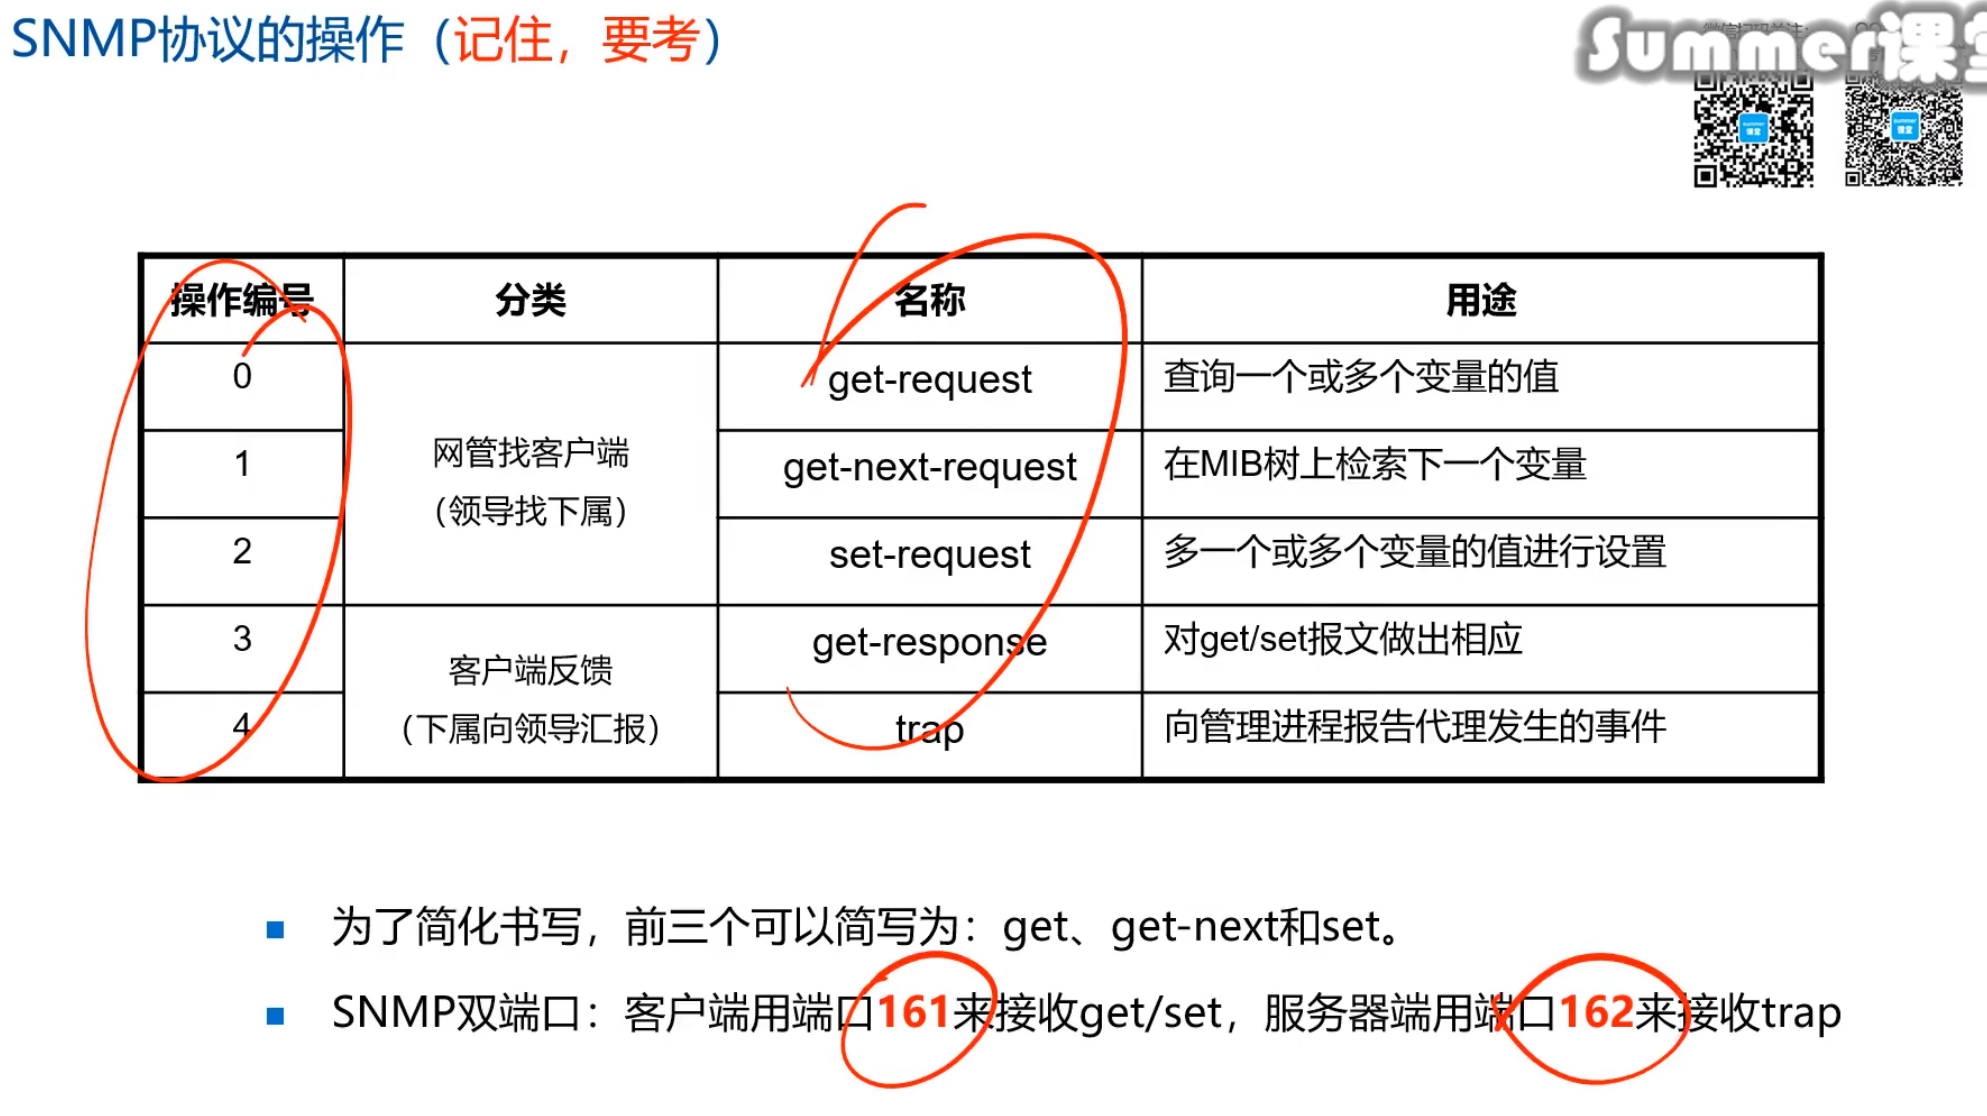 SNMP协议的操作（记住，要考）
Summer课堂
操作编号 分类 名称 用途
0 get-request 查询一个或多个变量的值
网管找客户端
（领导找下属）
1 get-next-request 在MIB树上检索下一个变量
2 set-request 多一个或多个变量的值进行设置
3 get-response 对get/set报文做出相应
客户端反馈
（下属向领导汇报）
4 trap 向管理进程报告代理发生的事件
为了简化书写，前三个可以简写为：get、get-next和set。
SNMP双端口：客户端用端口161来接收get/set，服务器端用端口162来接收trap